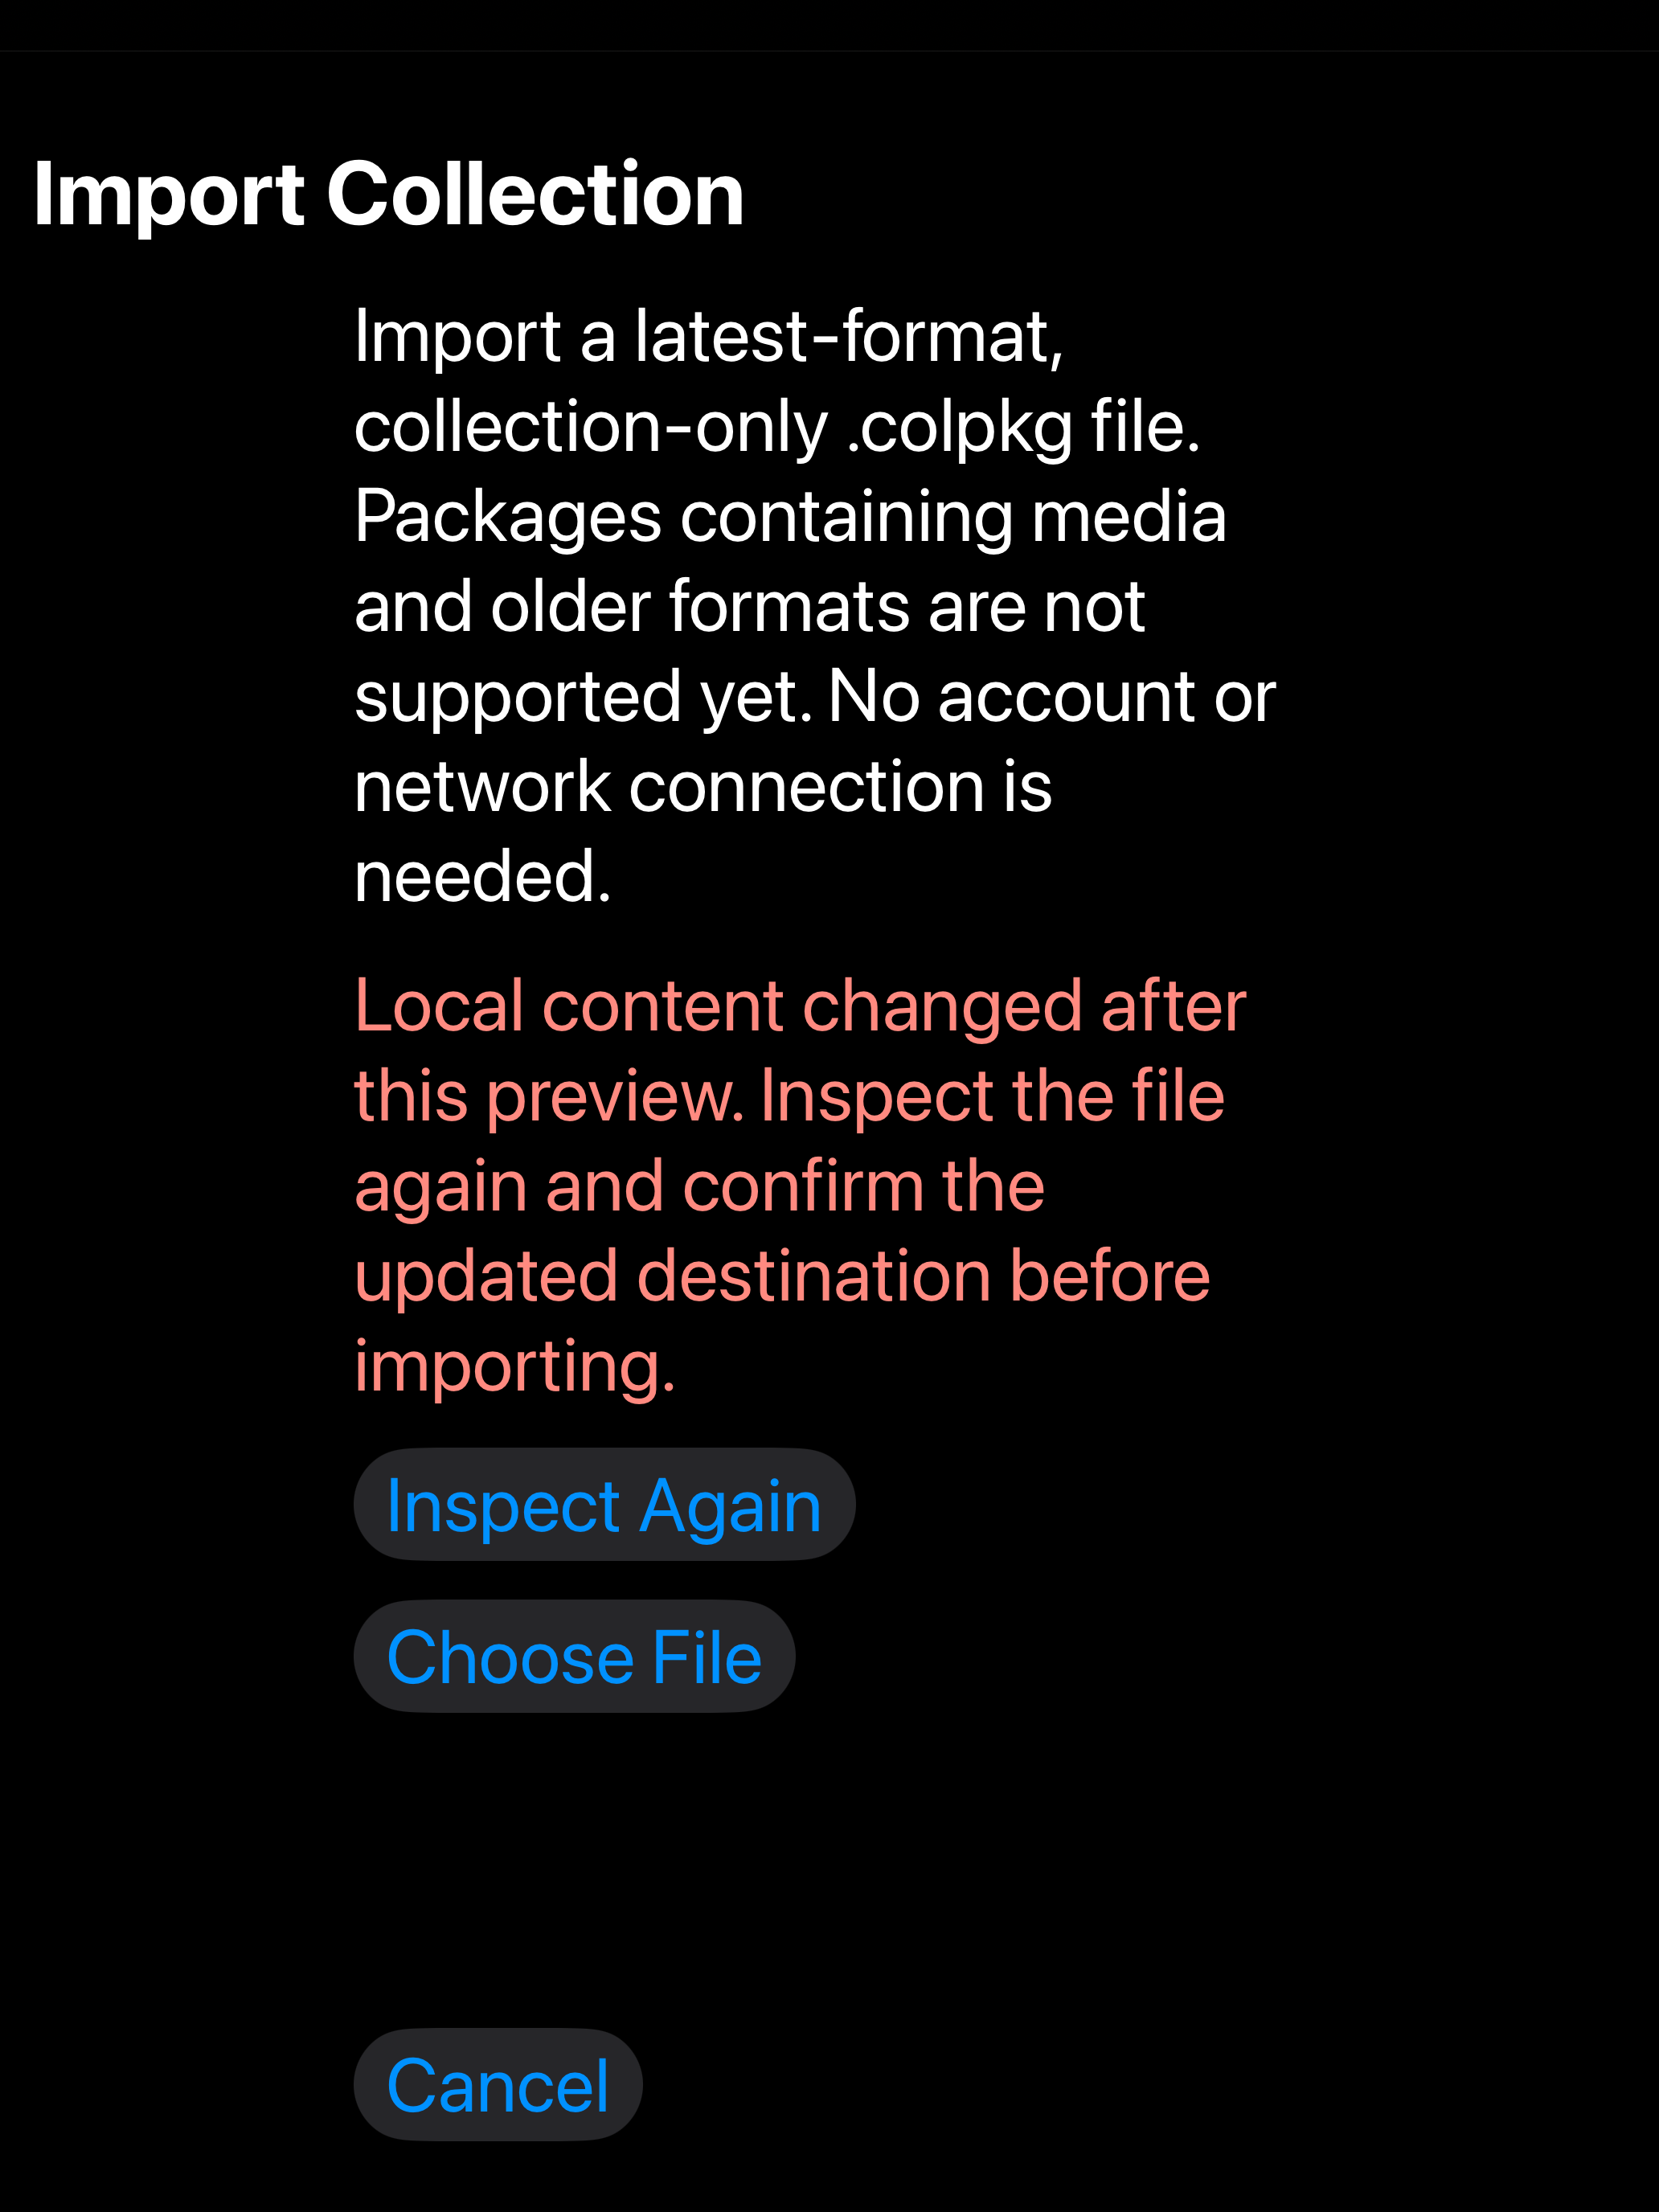 Import Collection
Import a latest-format,
collection-only .colpkg file.
Packages containing media
and older formats are not
supported yet. No account or
network connection is
needed.
Local content changed after
this preview. Inspect the file
again and confirm the
updated destination before
importing.
Inspect Again
Choose File
Cancel